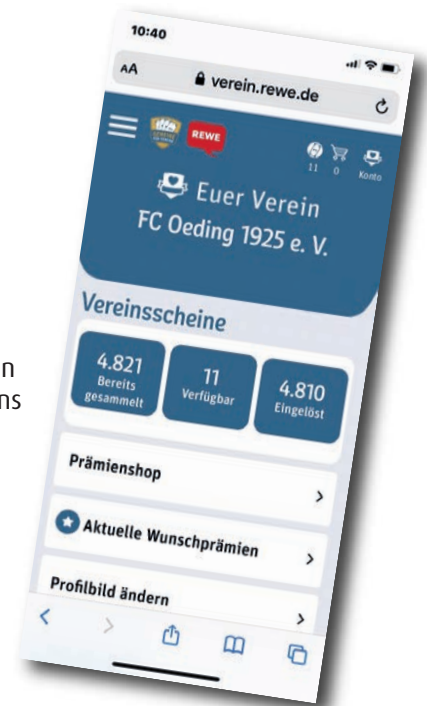 10:40
AA verein.rewe.de
REWE
11 0 Konto
Euer Verein
FC Oeding 1925 e. V.
Vereinsscheine
4.821
Bereits
gesammelt
11
Verfügbar
4.810
Eingelöst
Prämienshop
Aktuelle Wunschprämien
Profilbild ändern
n
ns